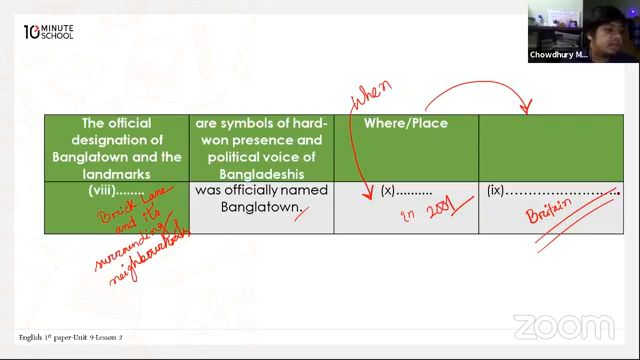 10 MINUTE
SCHOOL
Chowdhury M...
when
The official
designation of
Banglatown and the
landmarks
are symbols of hard-
won presence and
political voice of
Bangladeshis
Where/Place
(viii)........
Brick Lane
and its
surrounding
neighbourhoods
was officially named
Banglatown.
(x)..........
in 2001
(ix)……………………..
Britain
English 1st paper-Unit 9-Lesson 2
zoom